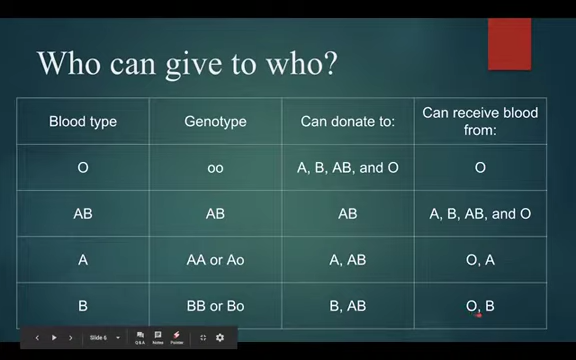 Who can give to who?
Blood type Genotype Can donate to: Can receive blood from:
O oo A, B, AB, and O O
AB AB AB A, B, AB, and O
A AA or Ao A, AB O, A
B BB or Bo B, AB O, B
Slide 6 Q&A Notes Pointer